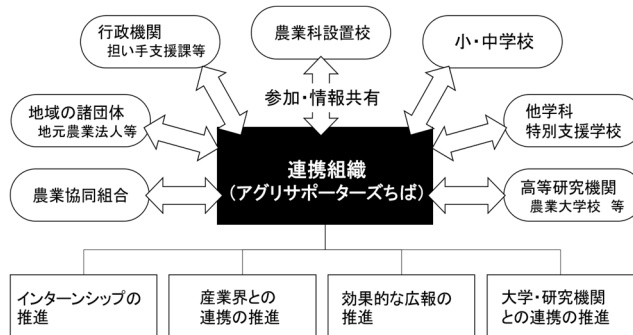 行政機関
担い手支援課等
農業科設置校
小・中学校
参加・情報共有
地域の諸団体
地元農業法人等
他学科
特別支援学校
連携組織
（アグリサポーターズちば）
農業協同組合
高等研究機関
農業大学校 等
インターンシップの
推進
産業界との
連携の推進
効果的な広報の
推進
大学・研究機関
との連携の推進